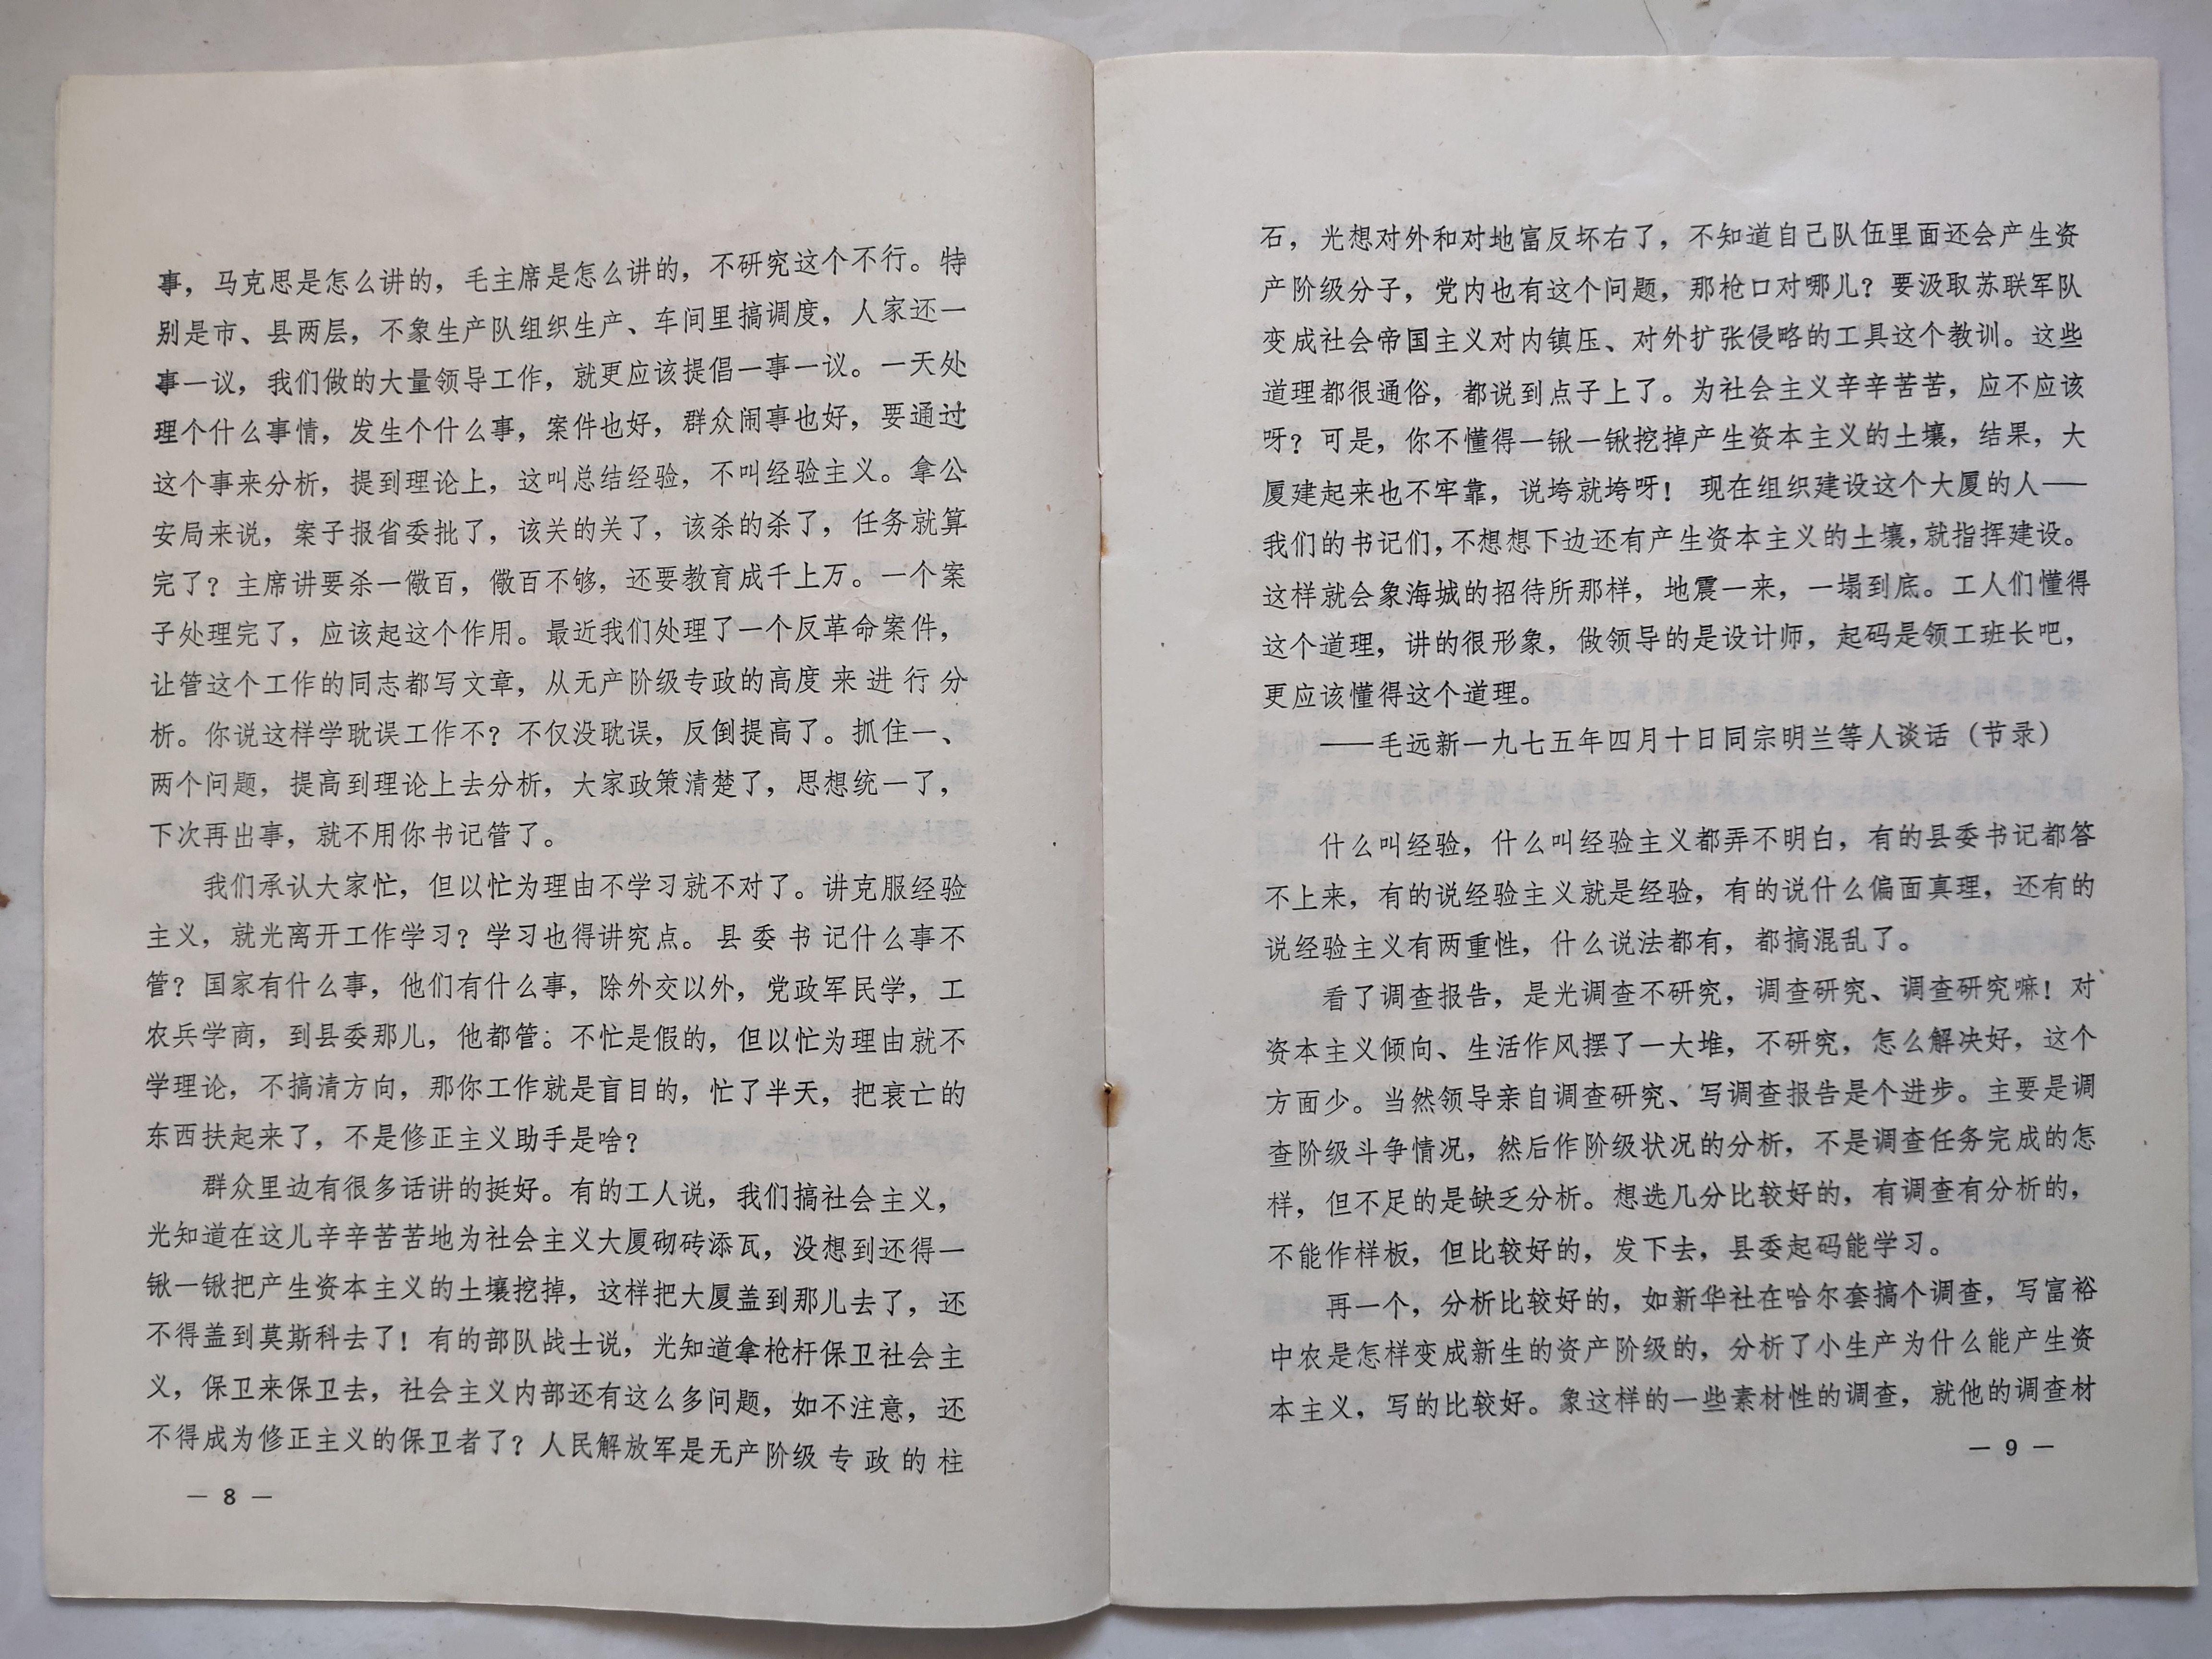 事，马克思是怎么讲的，毛主席是怎么讲的，不研究这个不行。特
别是市、县两层，不象生产队组织生产、车间里搞调度，人家还一
事一议，我们做的大量领导工作，就更应该提倡一事一议。一天处
理个什么事情，发生个什么事，案件也好，群众闹事也好，要通过
这个事来分析，提到理论上，这叫总结经验，不叫经验主义。拿公
安局来说，案子报省委批了，该关的关了，该杀的杀了，任务就算
完了？主席讲要杀一儆百，儆百不够，还要教育成千上万。一个案
子处理完了，应该起这个作用。最近我们处理了一个反革命案件，
让管这个工作的同志都写文章，从无产阶级专政的高度来进行分
析。你说这样学耽误工作不？不仅没耽误，反倒提高了。抓住一、
两个问题，提高到理论上去分析，大家政策清楚了，思想统一了，
下次再出事，就不用你书记管了。
我们承认大家忙，但以忙为理由不学习就不对了。讲克服经验
主义，就光离开工作学习？学习也得讲究点。县委书记什么事不
管？国家有什么事，他们有什么事，除外交以外，党政军民学，工
农兵学商，到县委那儿，他都管。不忙是假的，但以忙为理由就不
学理论，不搞清方向，那你工作就是盲目的，忙了半天，把衰亡的
东西扶起来了，不是修正主义助手是啥？
群众里边有很多话讲的挺好。有的工人说，我们搞社会主义，
光知道在这儿辛辛苦苦地为社会主义大厦砌砖添瓦，没想到还得一
锹一锹把产生资本主义的土壤挖掉，这样把大厦盖到那儿去了，还
不得盖到莫斯科去了！有的部队战士说，光知道拿枪杆保卫社会主
义，保卫来保卫去，社会主义内部还有这么多问题，如不注意，还
不得成为修正主义的保卫者了？人民解放军是无产阶级专政的柱
— 8 —
石，光想对外和对地富反坏右了，不知道自己队伍里面还会产生资
产阶级分子，党内也有这个问题，那枪口对哪儿？要汲取苏联军队
变成社会帝国主义对内镇压、对外扩张侵略的工具这个教训。这些
道理都很通俗，都说到点子上了。为社会主义辛辛苦苦，应不应该
呀？可是，你不懂得一锹一锹挖掉产生资本主义的土壤，结果，大
厦建起来也不牢靠，说垮就垮呀！现在组织建设这个大厦的人——
我们的书记们，不想想下边还有产生资本主义的土壤，就指挥建设。
这样就会象海城的招待所那样，地震一来，一塌到底。工人们懂得
这个道理，讲的很形象，做领导的是设计师，起码是领工班长吧，
更应该懂得这个道理。
——毛远新一九七五年四月十日同宗明兰等人谈话（节录）
什么叫经验，什么叫经验主义都弄不明白，有的县委书记都答
不上来，有的说经验主义就是经验，有的说什么偏面真理，还有的
说经验主义有两重性，什么说法都有，都搞混乱了。
看了调查报告，是光调查不研究，调查研究、调查研究嘛！对
资本主义倾向、生活作风摆了一大堆，不研究，怎么解决好，这个
方面少。当然领导亲自调查研究、写调查报告是个进步。主要是调
查阶级斗争情况，然后作阶级状况的分析，不是调查任务完成的怎
样，但不足的是缺乏分析。想选几分比较好的，有调查有分析的，
不能作样板，但比较好的，发下去，县委起码能学习。
再一个，分析比较好的，如新华社在哈尔套搞个调查，写富裕
中农是怎样变成新生的资产阶级的，分析了小生产为什么能产生资
本主义，写的比较好。象这样的一些素材性的调查，就他的调查材
— 9 —